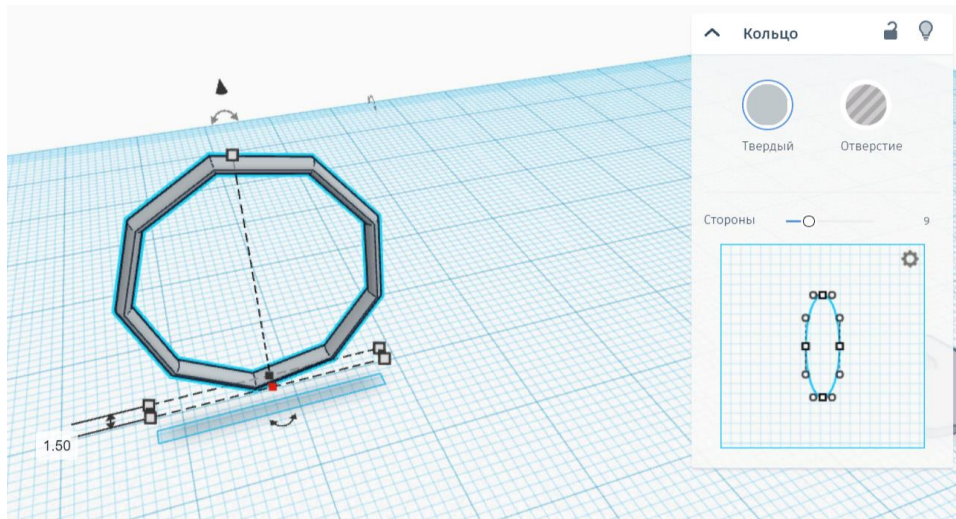 Кольцо
Твердый
Отверстие
Стороны
9
1.50